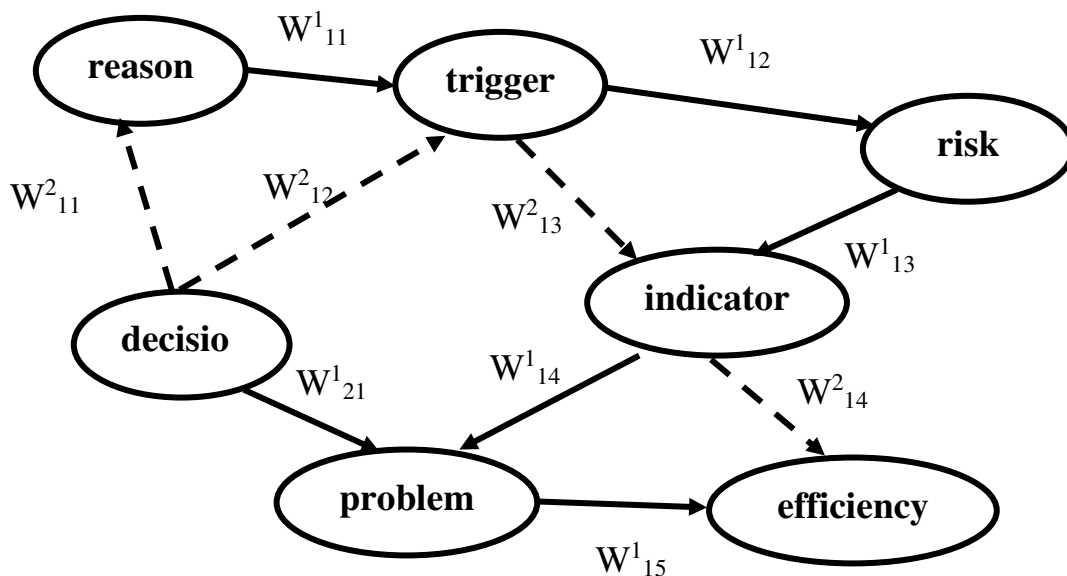 W¹₁₁
reason
trigger
W¹₁₂
risk
W²₁₁
W²₁₂
W²₁₃
W¹₁₃
indicator
decisio
W¹₂₁
W¹₁₄
W²₁₄
problem
efficiency
W¹₁₅